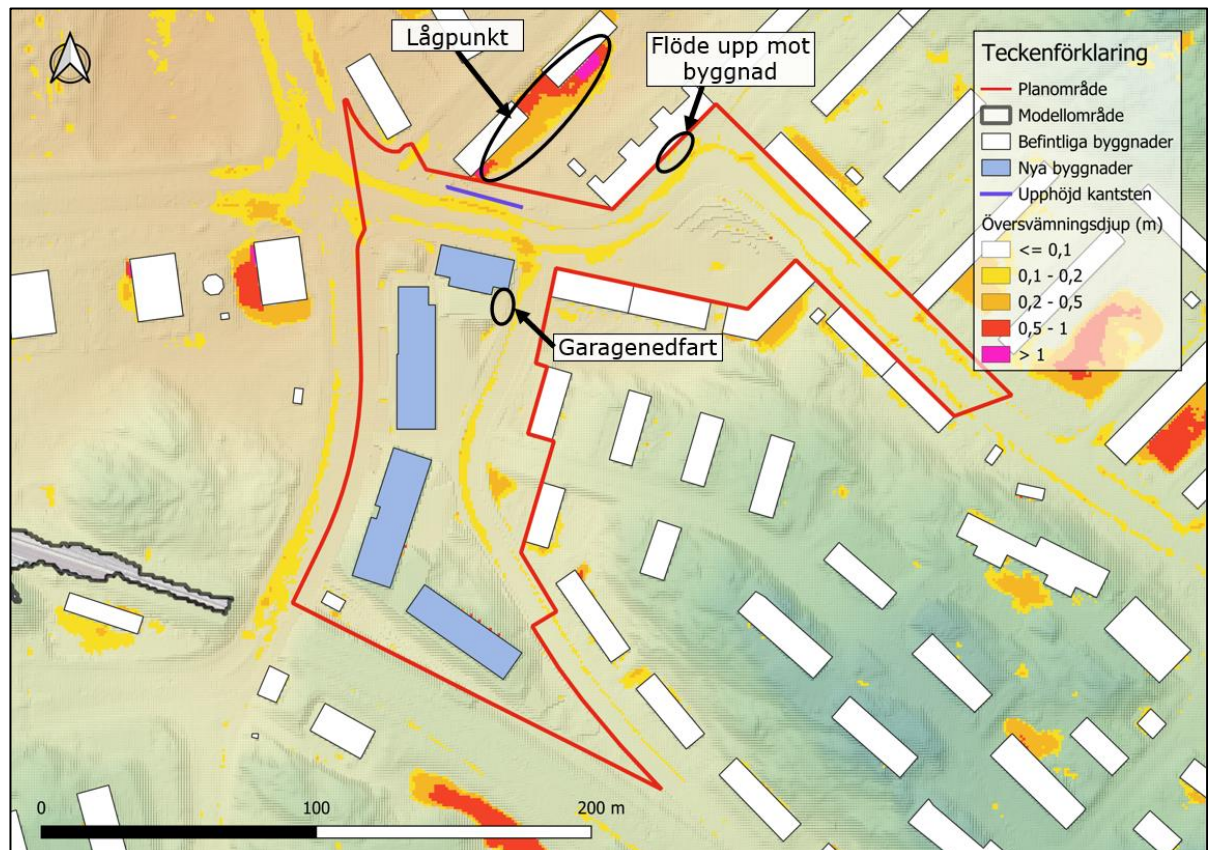 Lågpunkt
Flöde upp mot
byggnad
Garagenedfart
Teckenförklaring
Planområde
Modellområde
Befintliga byggnader
Nya byggnader
Upphöjd kantsten
Översvämningsdjup (m)
<= 0,1
0,1 - 0,2
0,2 - 0,5
0,5 - 1
> 1
0 100 200 m